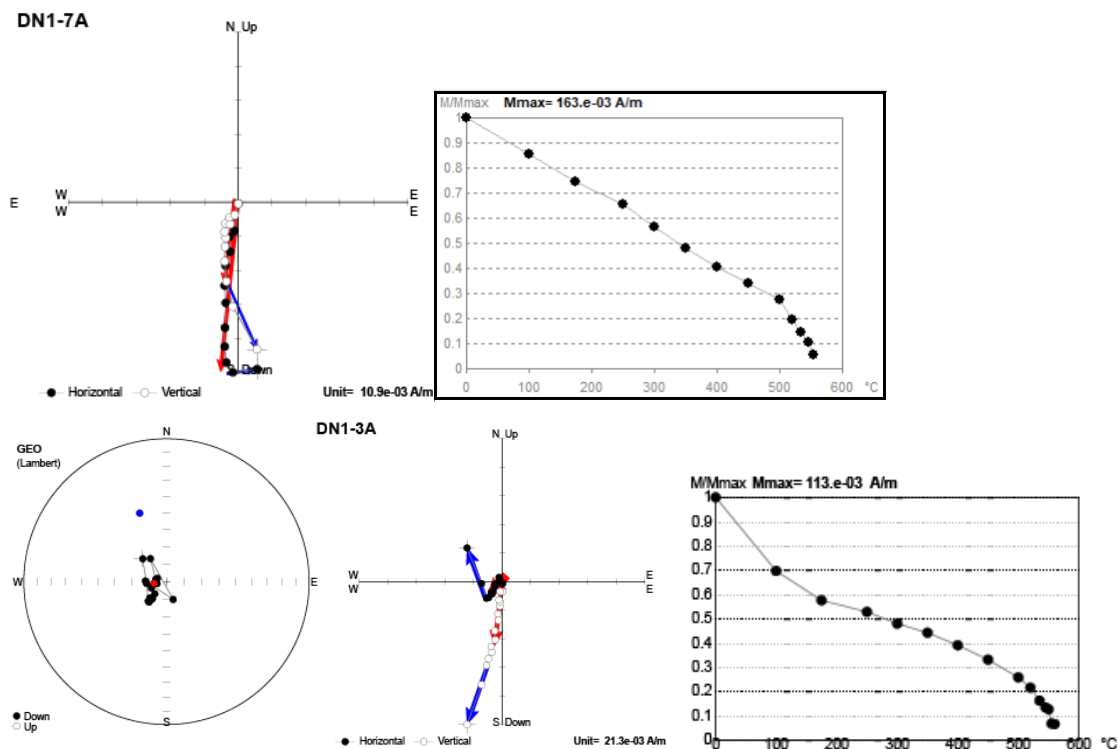 DN1-7A
N Up
E W E
W E
Down
Horizontal Vertical Unit= 10.9e-03 A/m
M/Mmax Mmax= 163.e-03 A/m
1
0.9
0.8
0.7
0.6
0.5
0.4
0.3
0.2
0.1
0
0 100 200 300 400 500 600 °C
GEO
(Lambert)
N
W E
S
Down
Up
DN1-3A
N Up
W E
W E
S Down
Horizontal Vertical Unit= 21.3e-03 A/m
M/Mmax Mmax= 113.e-03 A/m
1
0.9
0.8
0.7
0.6
0.5
0.4
0.3
0.2
0.1
0
0 100 200 300 400 500 600 °C